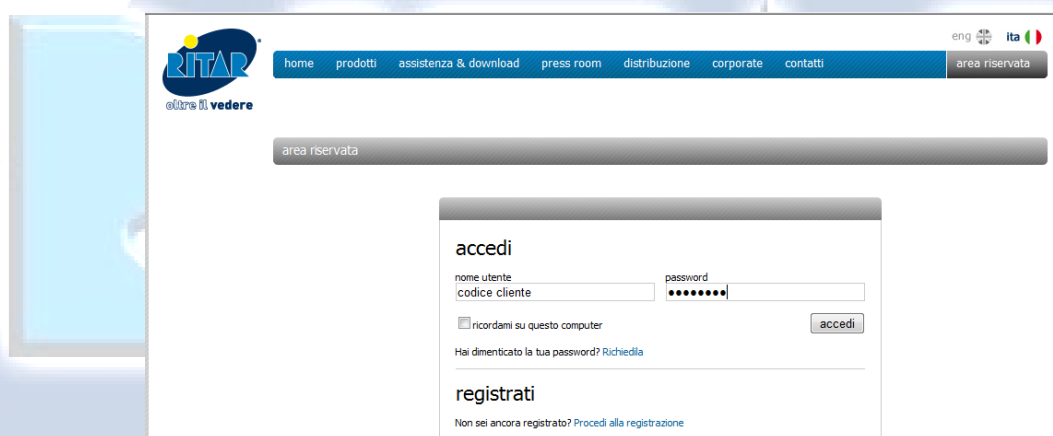 eng ita
RITAR
home prodotti assistenza & download press room distribuzione corporate contatti area riservata
oltre il vedere
area riservata
accedi
nome utente password
codice cliente ●●●●●●●●
ricordami su questo computer accedi
Hai dimenticato la tua password? Richiedila
registrati
Non sei ancora registrato? Procedi alla registrazione